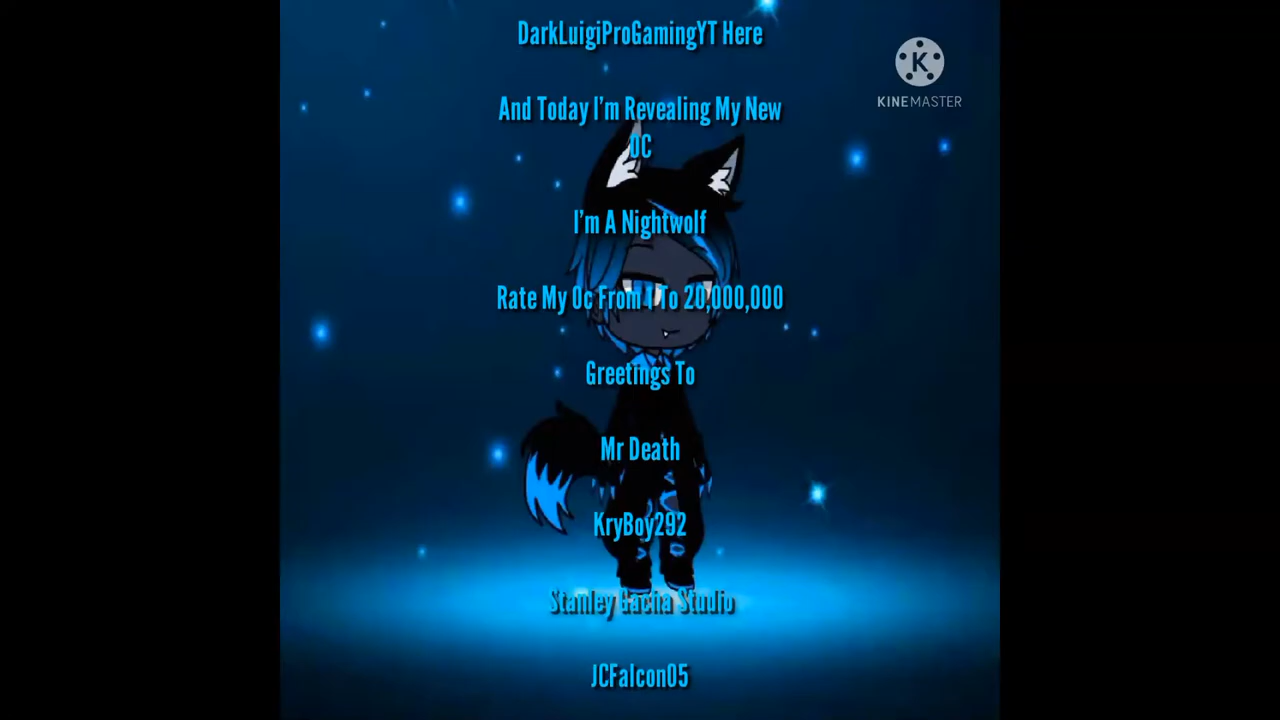 DarkLuigiProGamingYT Here
KINEMASTER
And Today I'm Revealing My New
OC
I'm A Nightwolf
Rate My Oc From 1 To 20,000,000
Greetings To
Mr Death
KryBoy292
Stanley Gacha Studio
JCFalcon05